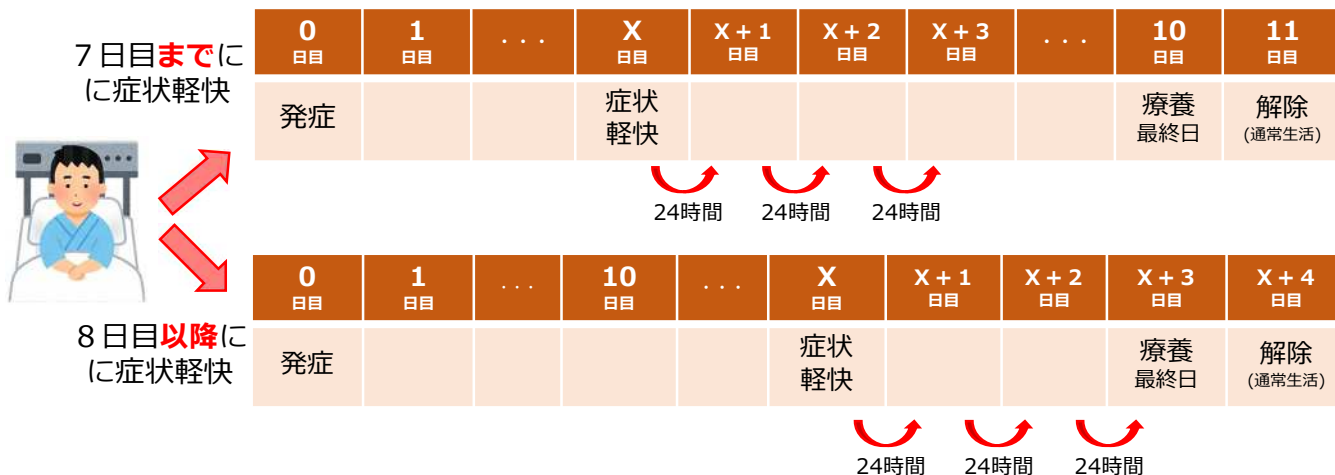 7日目までに
に症状軽快
0 1 ... X X+1 X+2 X+3 ... 10 11
日目 日目 日目 日目 日目 日目 日目 日目
発症 症状 療養 解除
軽快 最終日 (通常生活)
24時間 24時間 24時間
0 1 ... 10 ... X X+1 X+2 X+3 X+4
日目 日目 日目 日目 日目 日目 日目 日目
8日目以降に
に症状軽快
発症 症状 療養 解除
軽快 最終日 (通常生活)
24時間 24時間 24時間